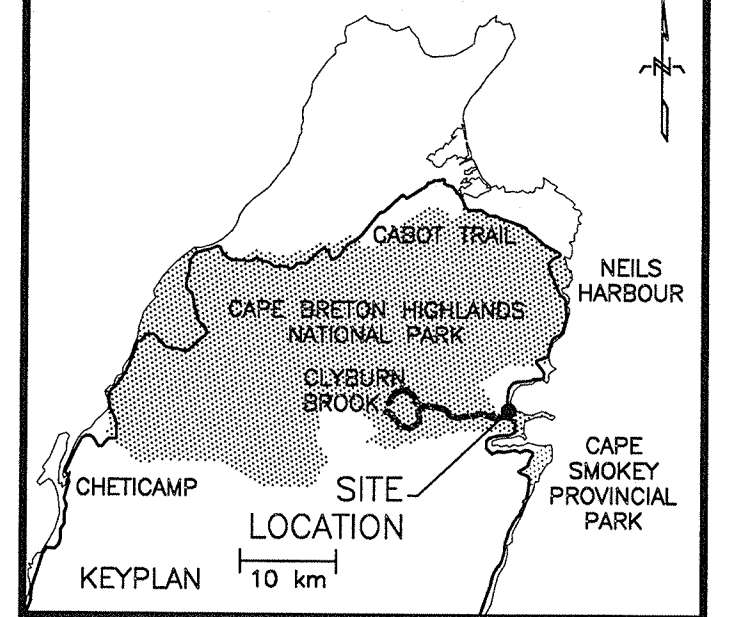 N
CABOT TRAIL
NEILS
HARBOUR
CAPE BRETON HIGHLANDS
NATIONAL PARK
CLYBURN
BROOK
CAPE
SMOKEY
PROVINCIAL
PARK
CHETICAMP
SITE
LOCATION
KEYPLAN
10 km